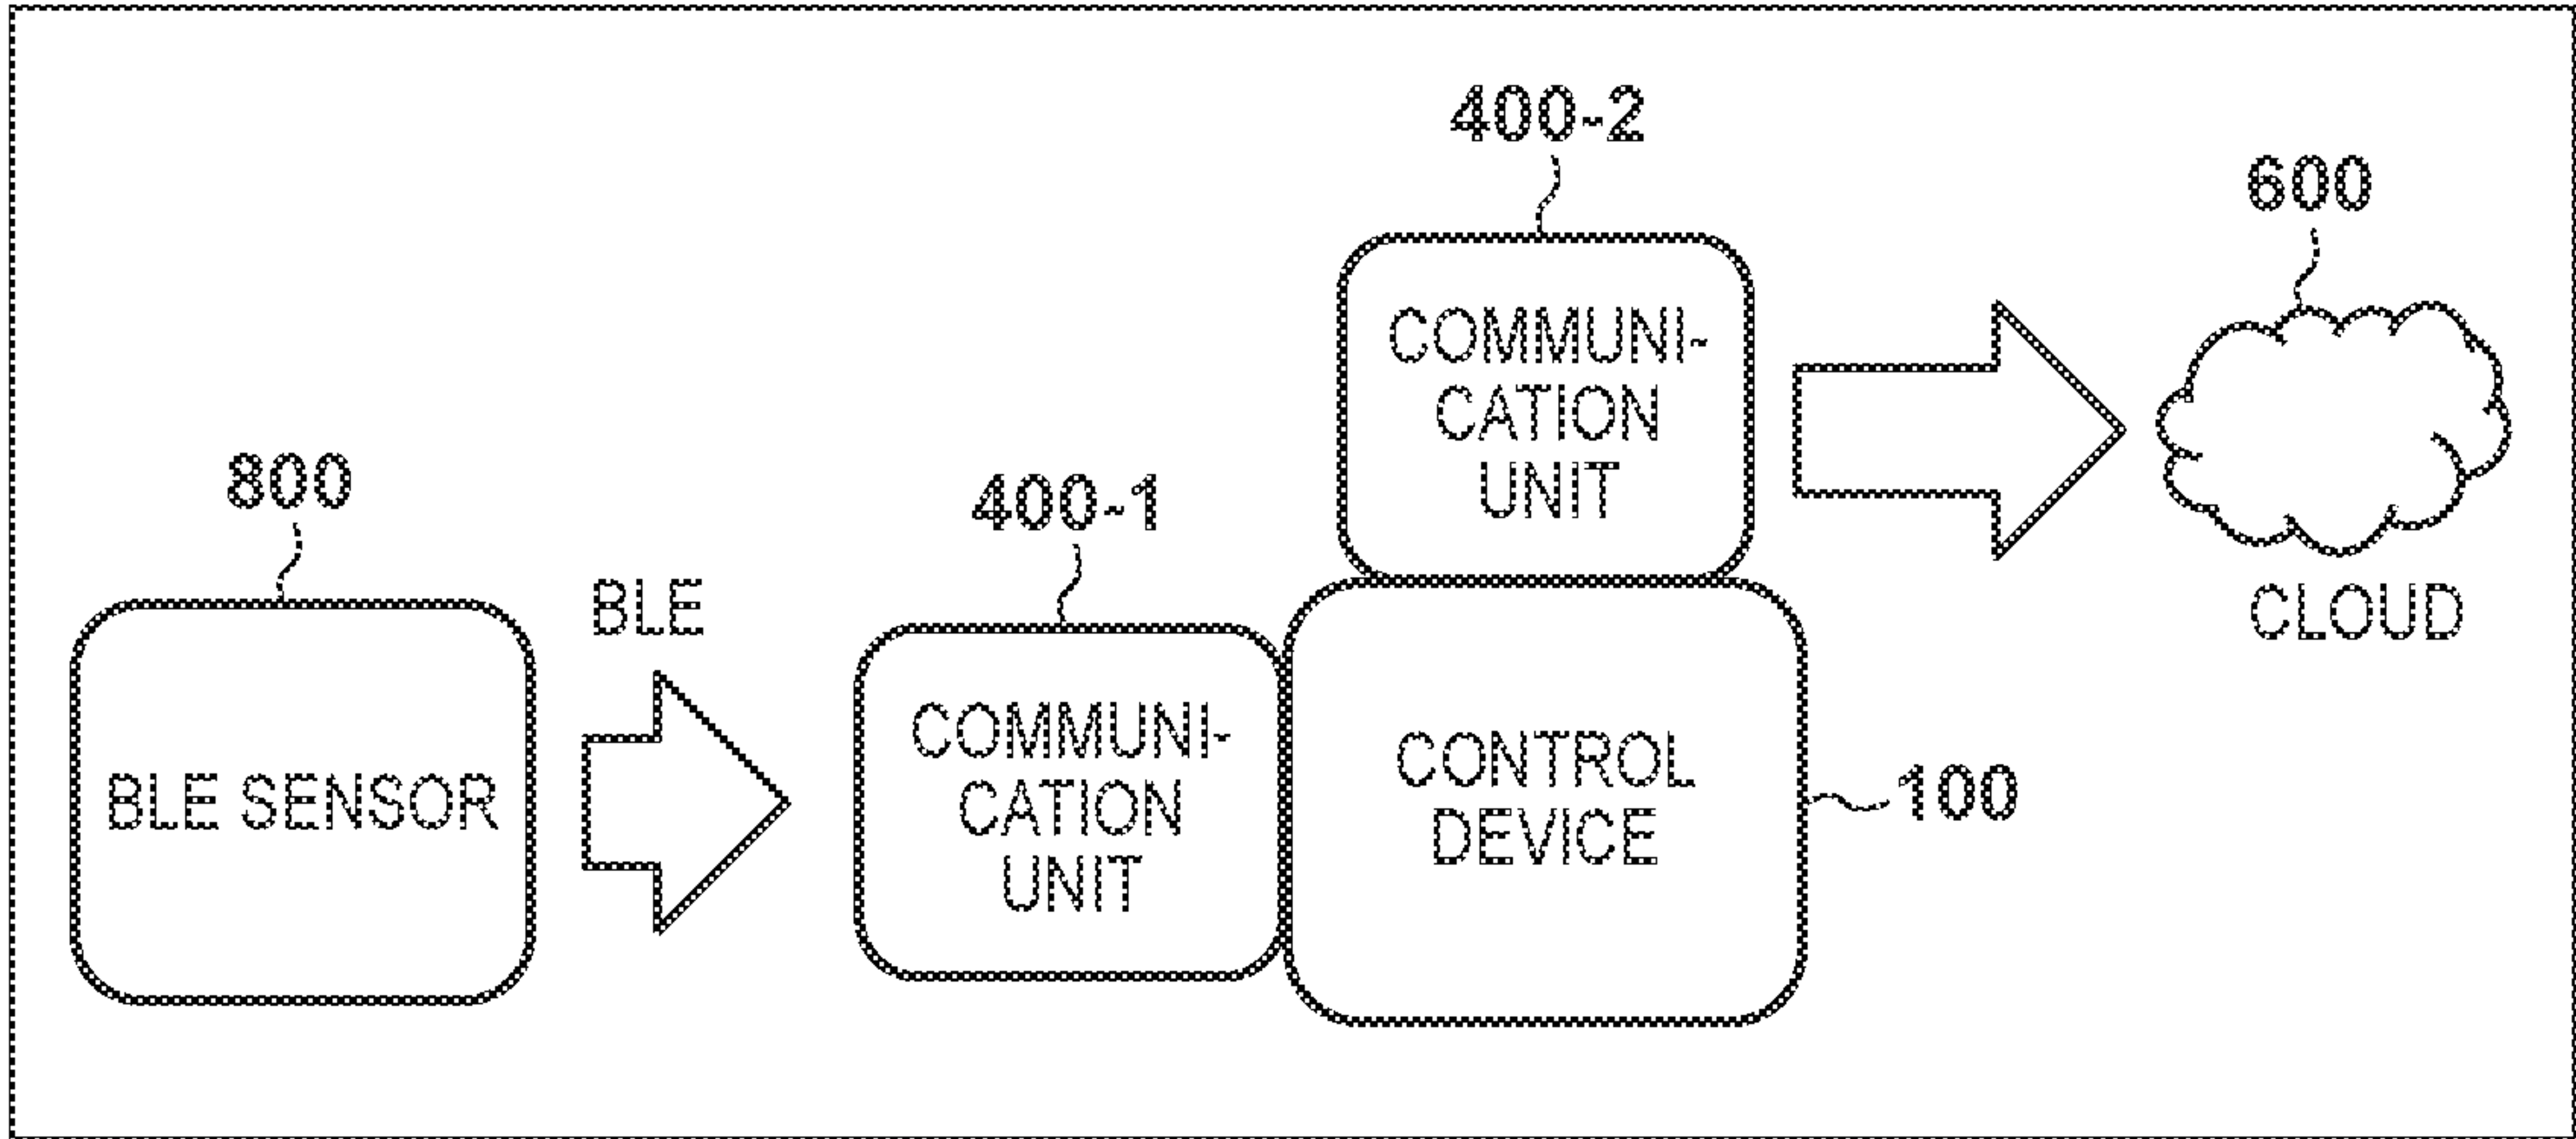 400-2
600
COMMUNI-
CATION
UNIT
CLOUD
800
BLE SENSOR
BLE
400-1
COMMUNI-
CATION
UNIT
CONTROL
DEVICE
100